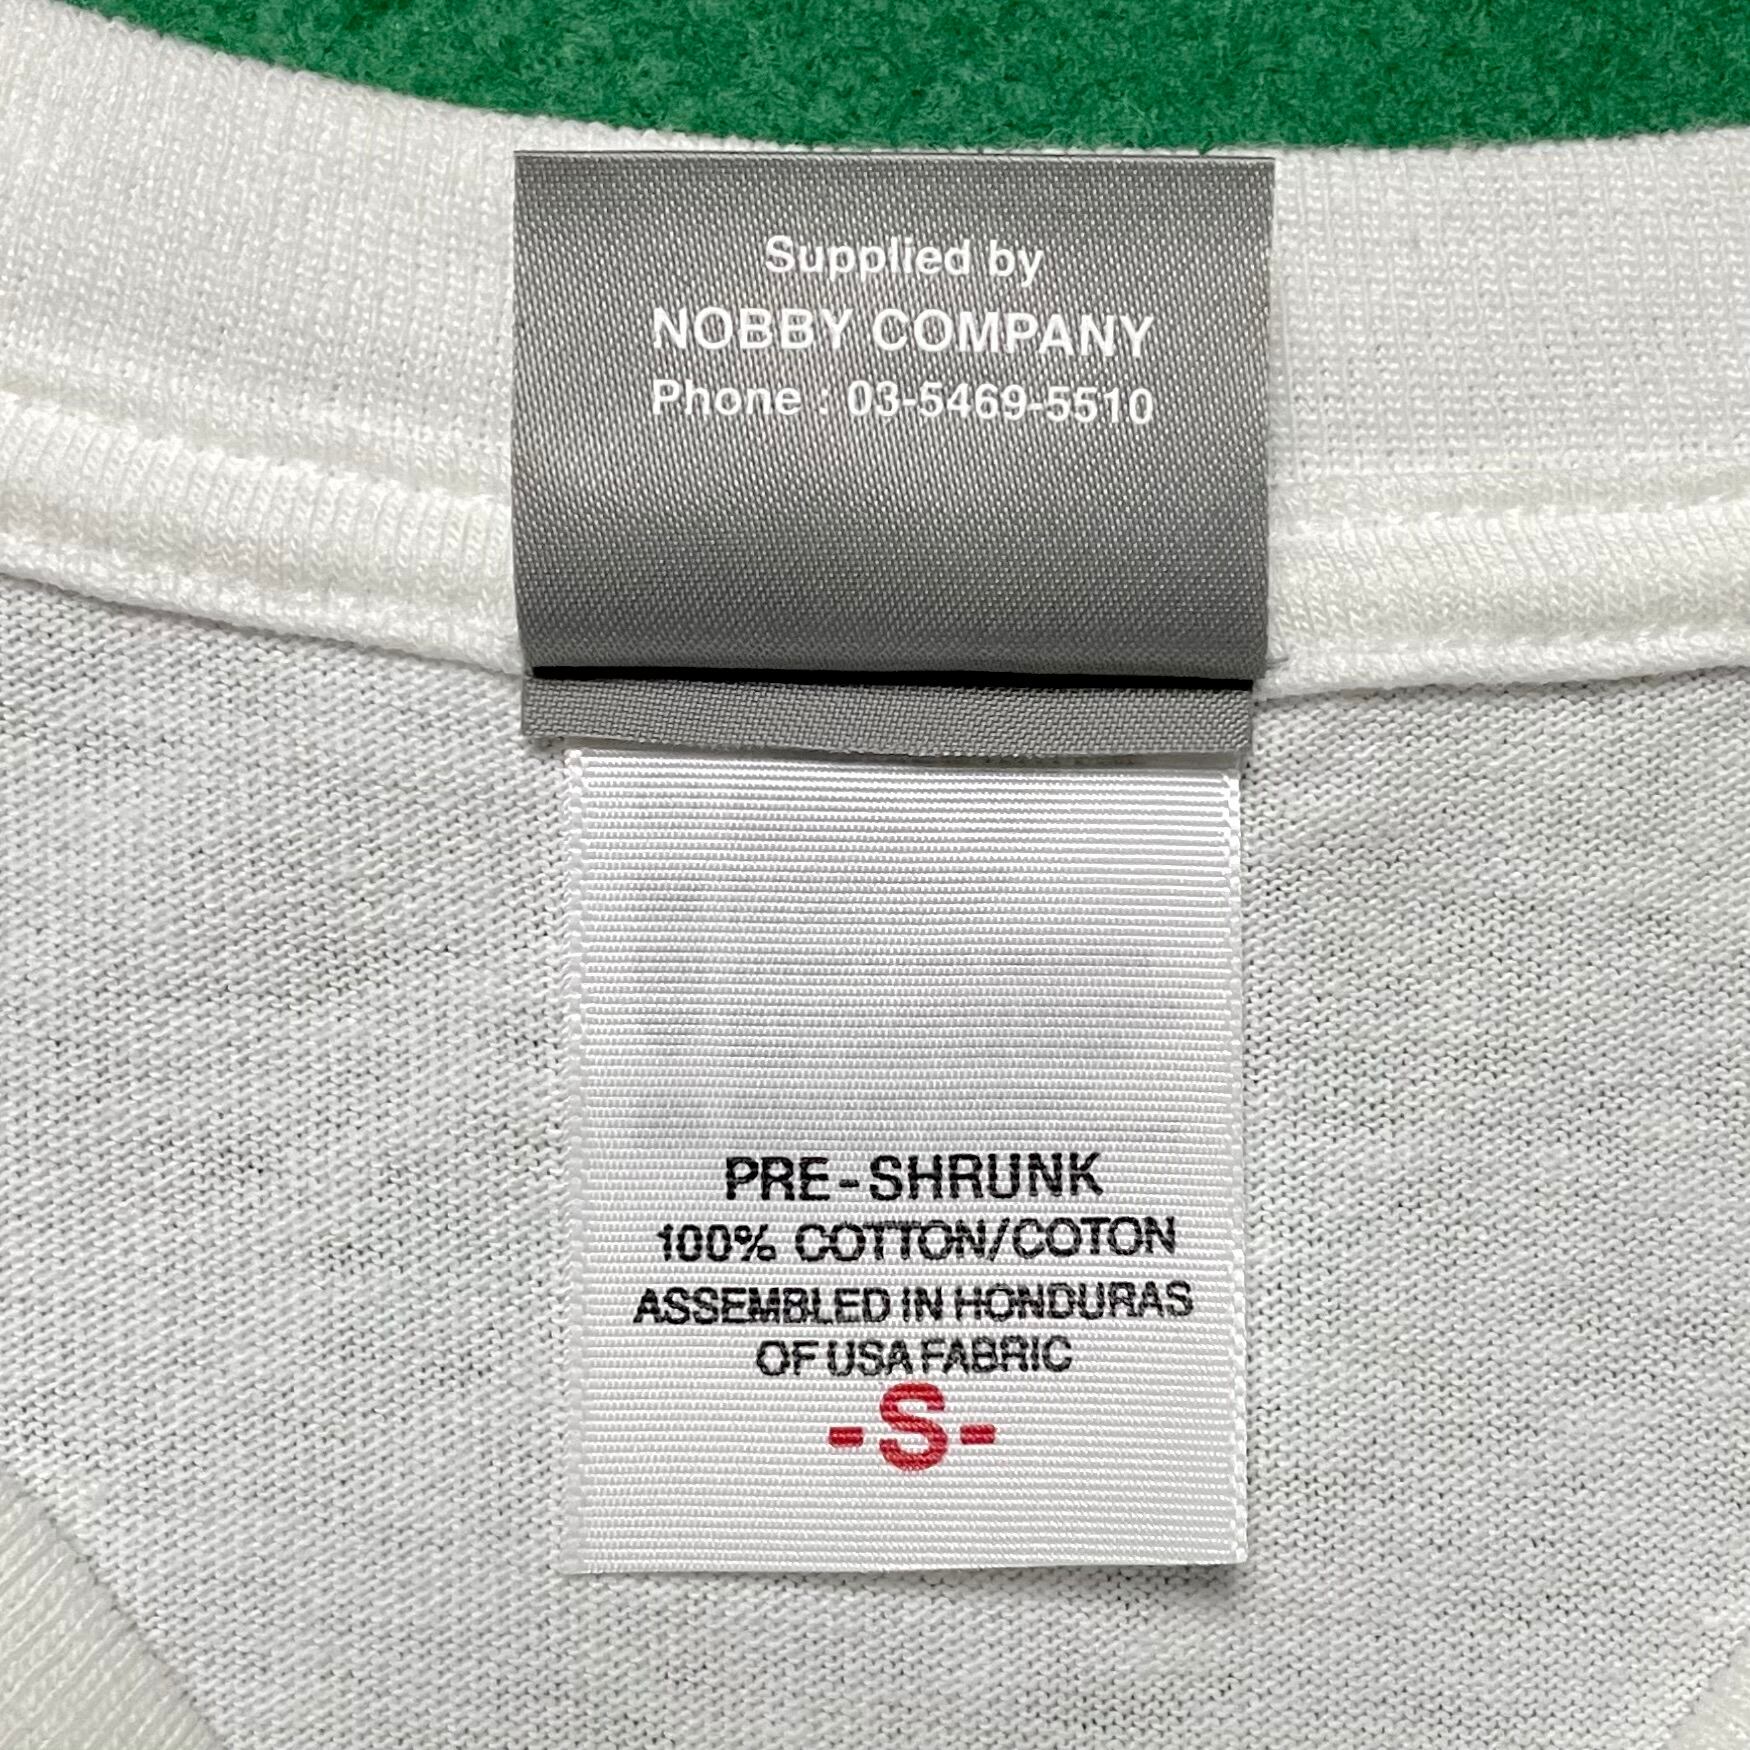 Supplied by
NOBBY COMPANY
Phone : 03-5469-5510
PRE-SHRUNK
100% COTTON/COTON
ASSEMBLED IN HONDURAS
OF USA FABRIC
-S-